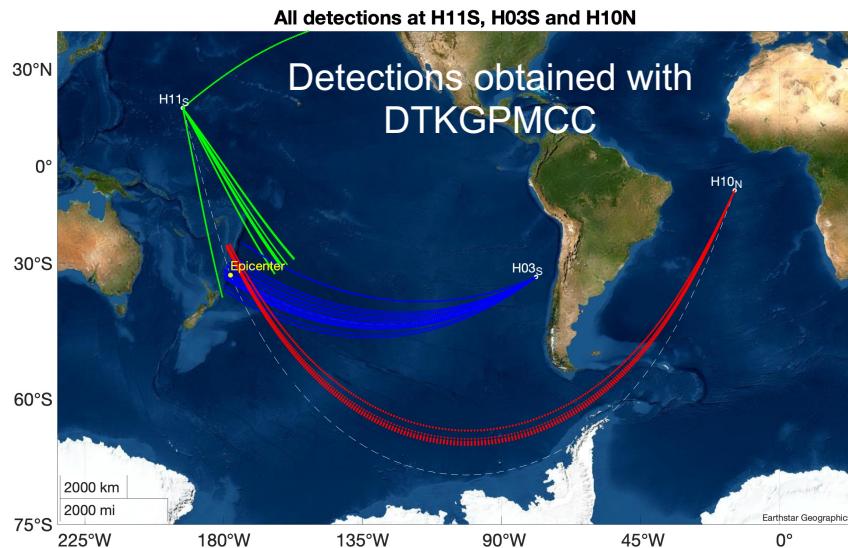 All detections at H11S, H03S and H10N
Detections obtained with
DTKGPMCC
30°N
H11S
0°
H10N
30°S
Epicenter
H03S
60°S
2000 km
2000 mi
Earthstar Geographic
75°S
225°W
180°W
135°W
90°W
45°W
0°